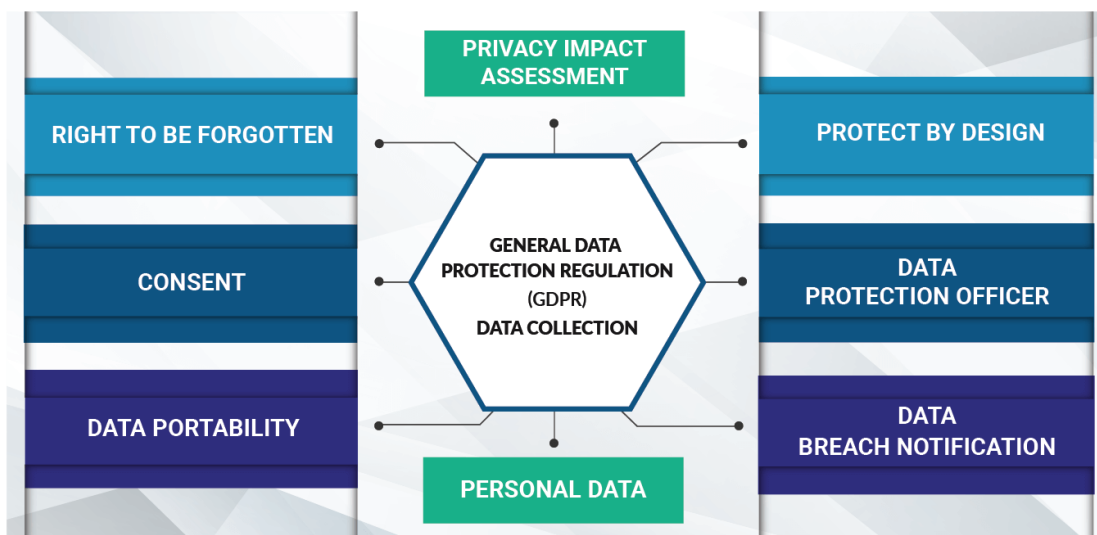 PRIVACY IMPACT
ASSESSMENT
RIGHT TO BE FORGOTTEN
PROTECT BY DESIGN
GENERAL DATA
PROTECTION REGULATION
(GDPR)
DATA COLLECTION
CONSENT
DATA
PROTECTION OFFICER
DATA PORTABILITY
DATA
BREACH NOTIFICATION
PERSONAL DATA